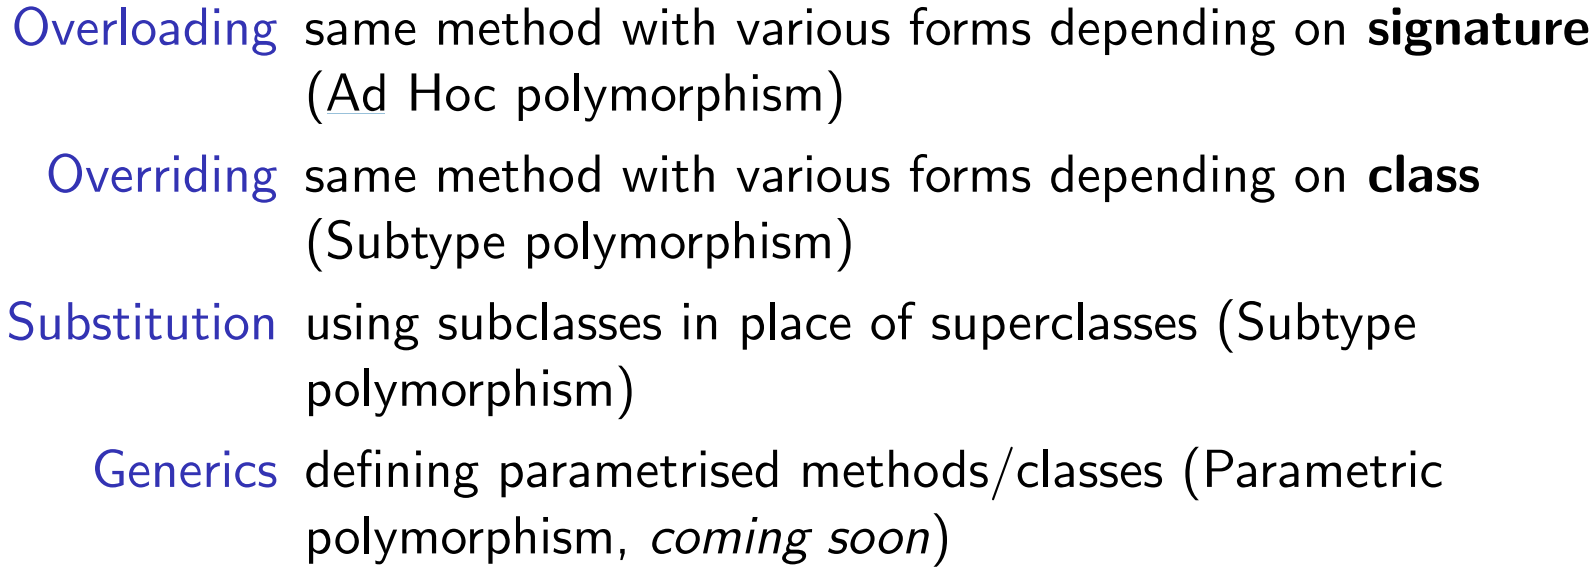 Overloading same method with various forms depending on signature
(Ad Hoc polymorphism)
Overriding same method with various forms depending on class
(Subtype polymorphism)
Substitution using subclasses in place of superclasses (Subtype
polymorphism)
Generics defining parametrised methods/classes (Parametric
polymorphism, coming soon)